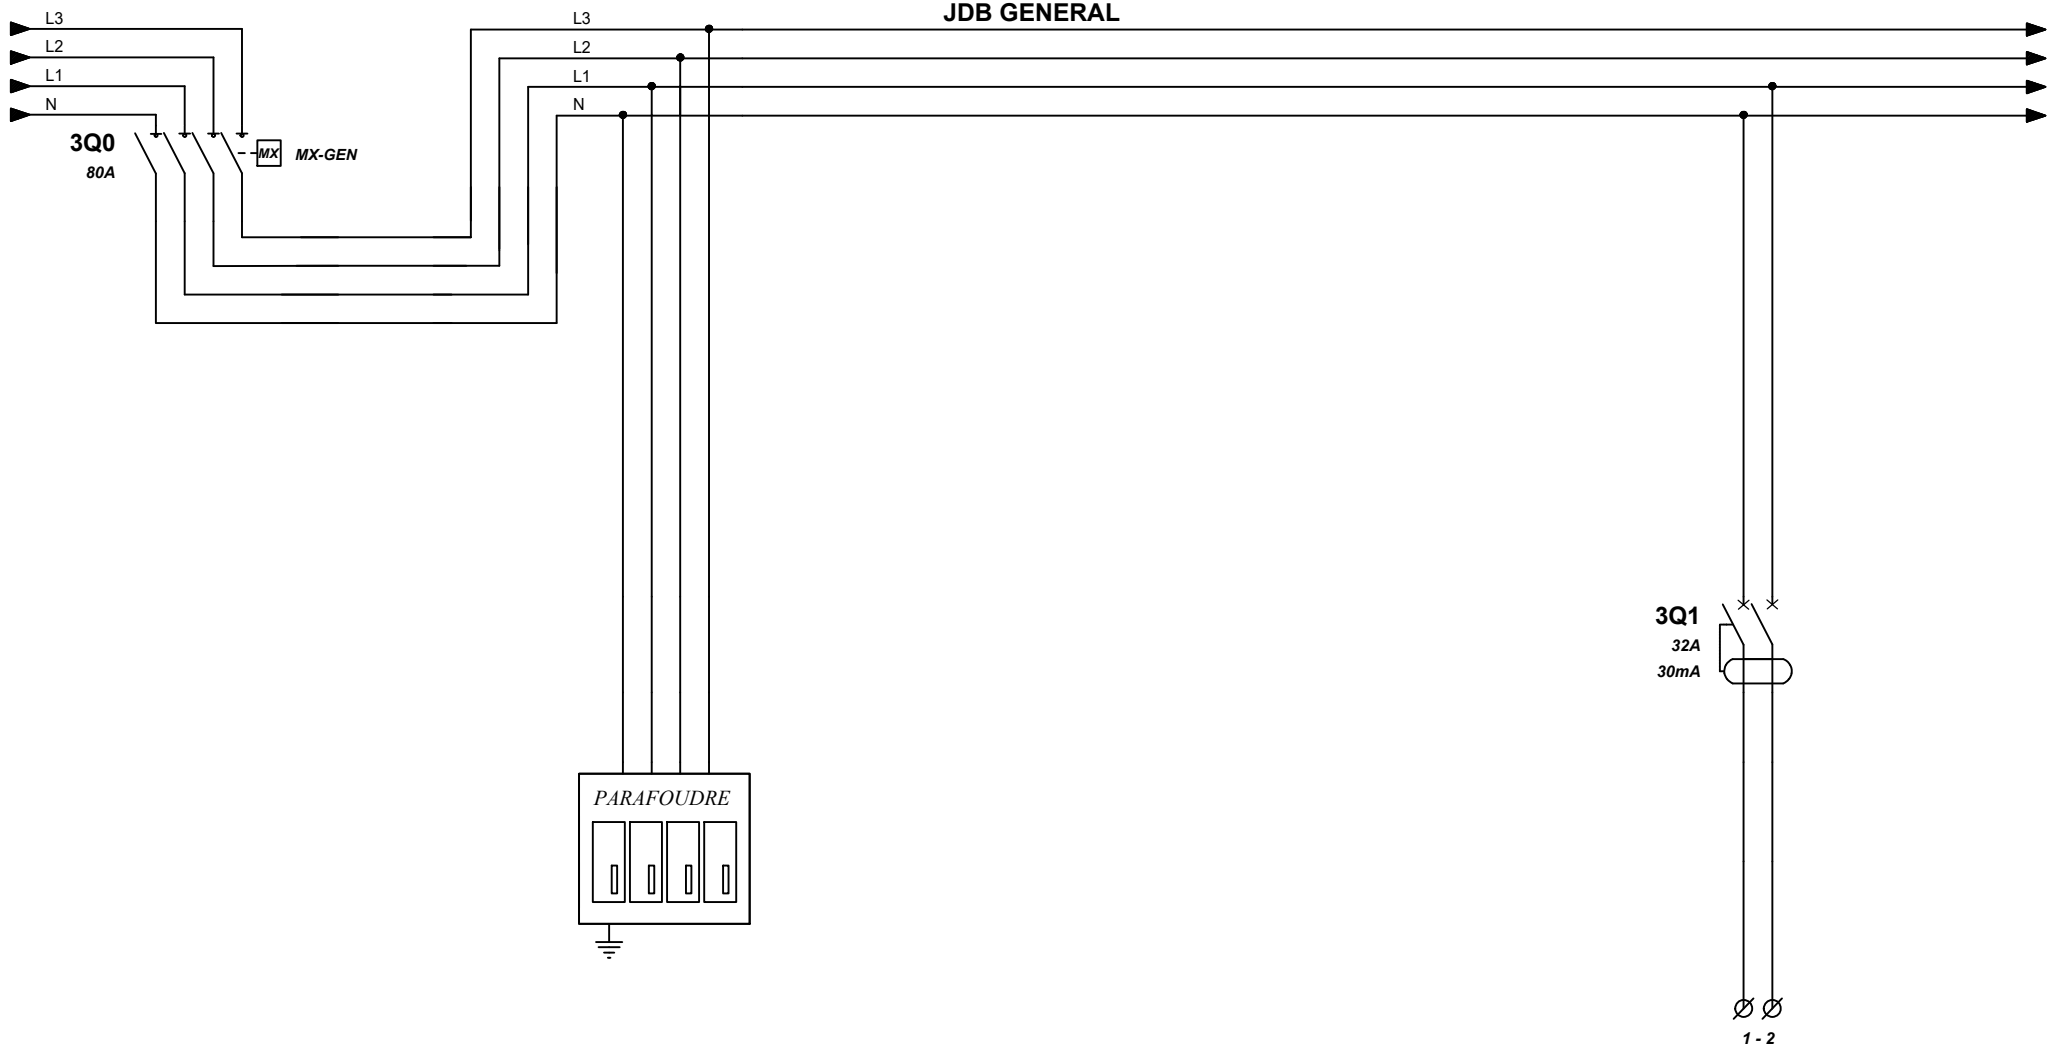 JDB GENERAL
L3
L2
L1
N
L3
L2
L1
N
3Q0
80A
MX
MX-GEN
3Q1
32A
30mA
PARAFOUDRE
1 - 2